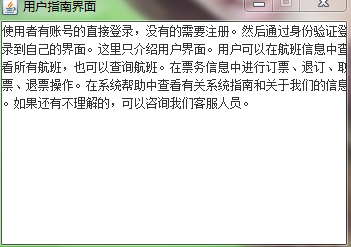 用户指南界面
使用者有账号的直接登录，没有的需要注册。然后通过身份验证登
录到自己的界面。这里只介绍用户界面。用户可以在航班信息中查
看所有航班，也可以查询航班。在票务信息中进行订票、退订、取
票、退票操作。在系统帮助中查看有关系统指南和关于我们的信息
。如果还有不理解的，可以咨询我们客服人员。